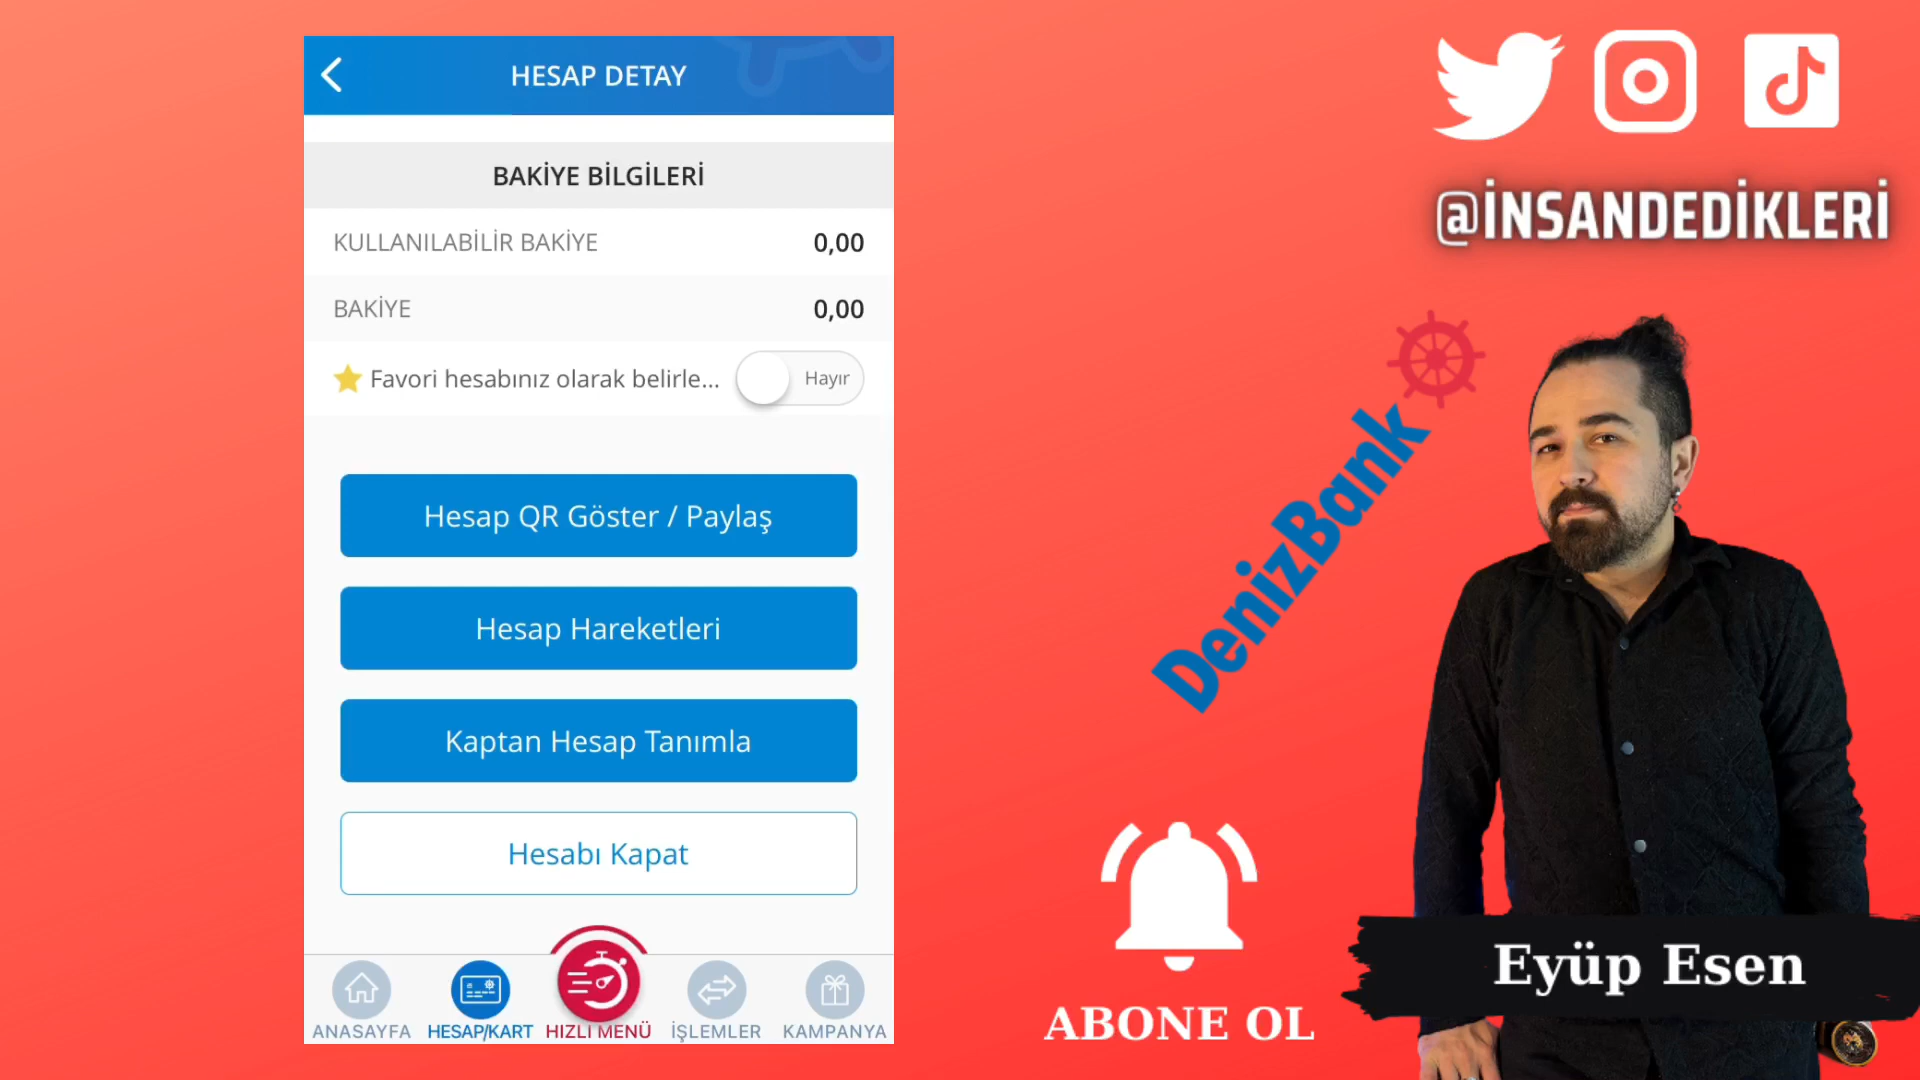 HESAP DETAY
BAKİYE BİLGİLERİ
KULLANILABİLİR BAKİYE 0,00
BAKİYE 0,00
Favori hesabınız olarak belirle... Hayır
Hesap QR Göster / Paylaş
Hesap Hareketleri
Kaptan Hesap Tanımla
Hesabı Kapat
ANASAYFA HESAP/KART HIZLI MENÜ İŞLEMLER KAMPANYA
@İNSANDEDİKLERİ
DenizBank
ABONE OL
Eyüp Esen